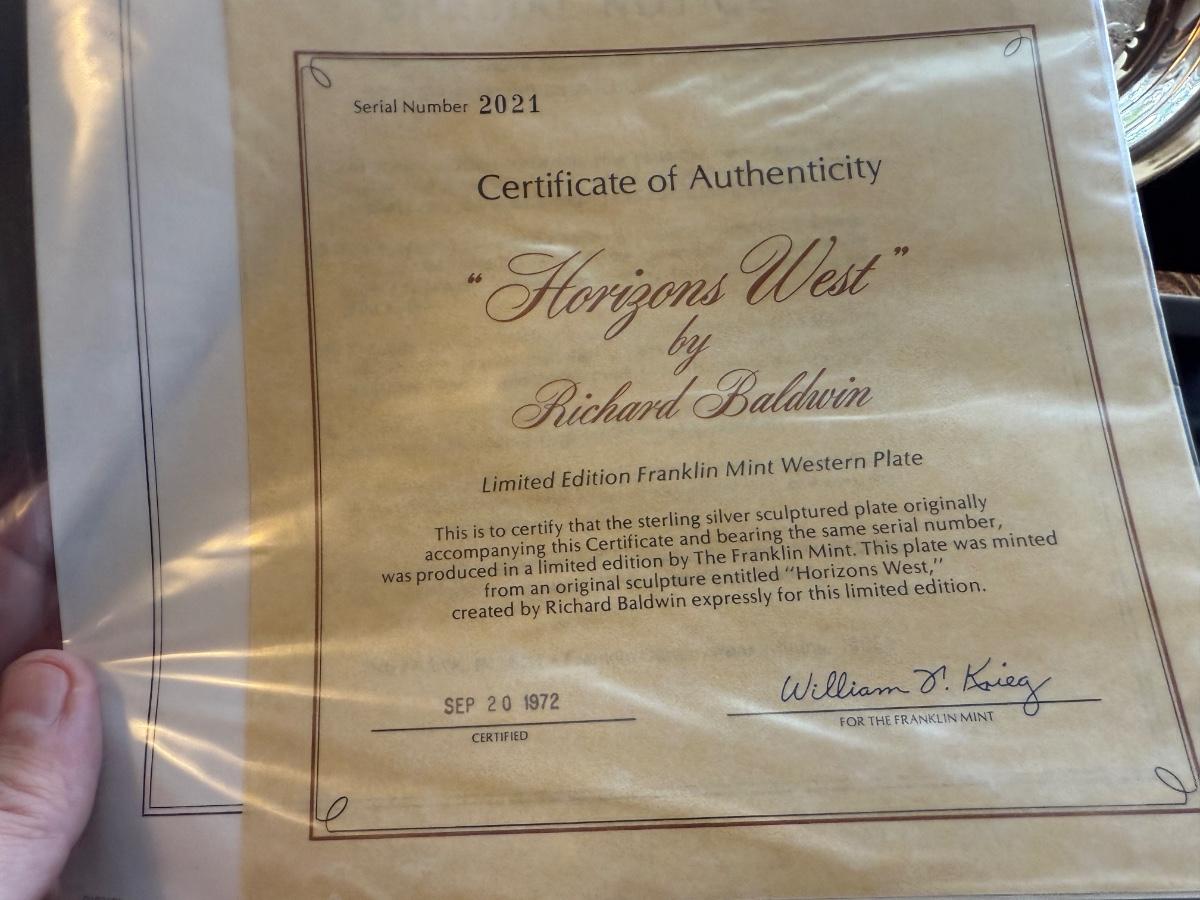 Serial Number 2021
Certificate of Authenticity
“Horizons West”
by
Richard Baldwin
Limited Edition Franklin Mint Western Plate
This is to certify that the sterling silver sculptured plate originally
accompanying this Certificate and bearing the same serial number,
was produced in a limited edition by The Franklin Mint. This plate was minted
from an original sculpture entitled “Horizons West,”
created by Richard Baldwin expressly for this limited edition.
SEP 20 1972
CERTIFIED
William T. Krieg
FOR THE FRANKLIN MINT